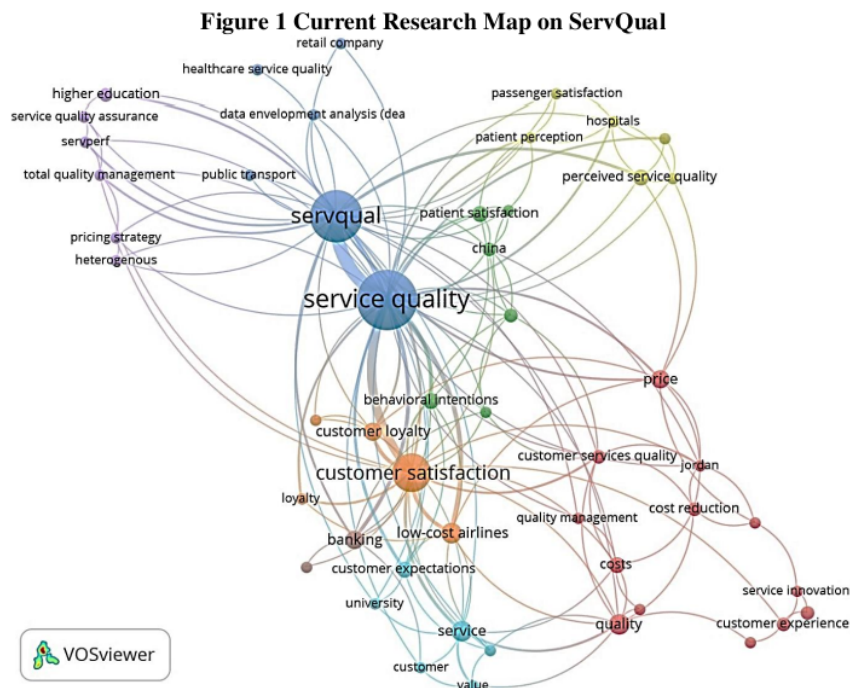 Figure 1 Current Research Map on ServQual
retail company
healthcare service quality
higher education
passenger satisfaction
service quality assurance
data envelopment analysis (dea
hospitals
servperf
patient perception
total quality management
public transport
perceived service quality
servqual
patient satisfaction
pricing strategy
china
heterogenous
service quality
price
behavioral intentions
customer loyalty
customer services quality
jordan
customer satisfaction
loyalty
cost reduction
quality management
low-cost airlines
banking
costs
customer expectations
service innovation
university
quality
customer experience
service
VOSviewer
customer
value